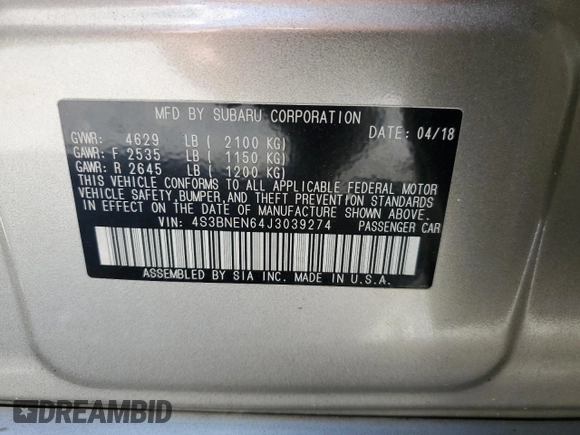 MFD BY SUBARU CORPORATION
DATE: 04/18
GVWR: 4629 LB ( 2100 KG)
GAWR: F 2535 LB ( 1150 KG)
GAWR: R 2645 LB ( 1200 KG)
THIS VEHICLE CONFORMS TO ALL APPLICABLE FEDERAL MOTOR
VEHICLE SAFETY, BUMPER, AND THEFT PREVENTION STANDARDS
IN EFFECT ON THE DATE OF MANUFACTURE SHOWN ABOVE.
VIN: 4S3BNEN64J3039274 PASSENGER CAR
ASSEMBLED BY SIA INC. MADE IN U.S.A.
DREAMBID